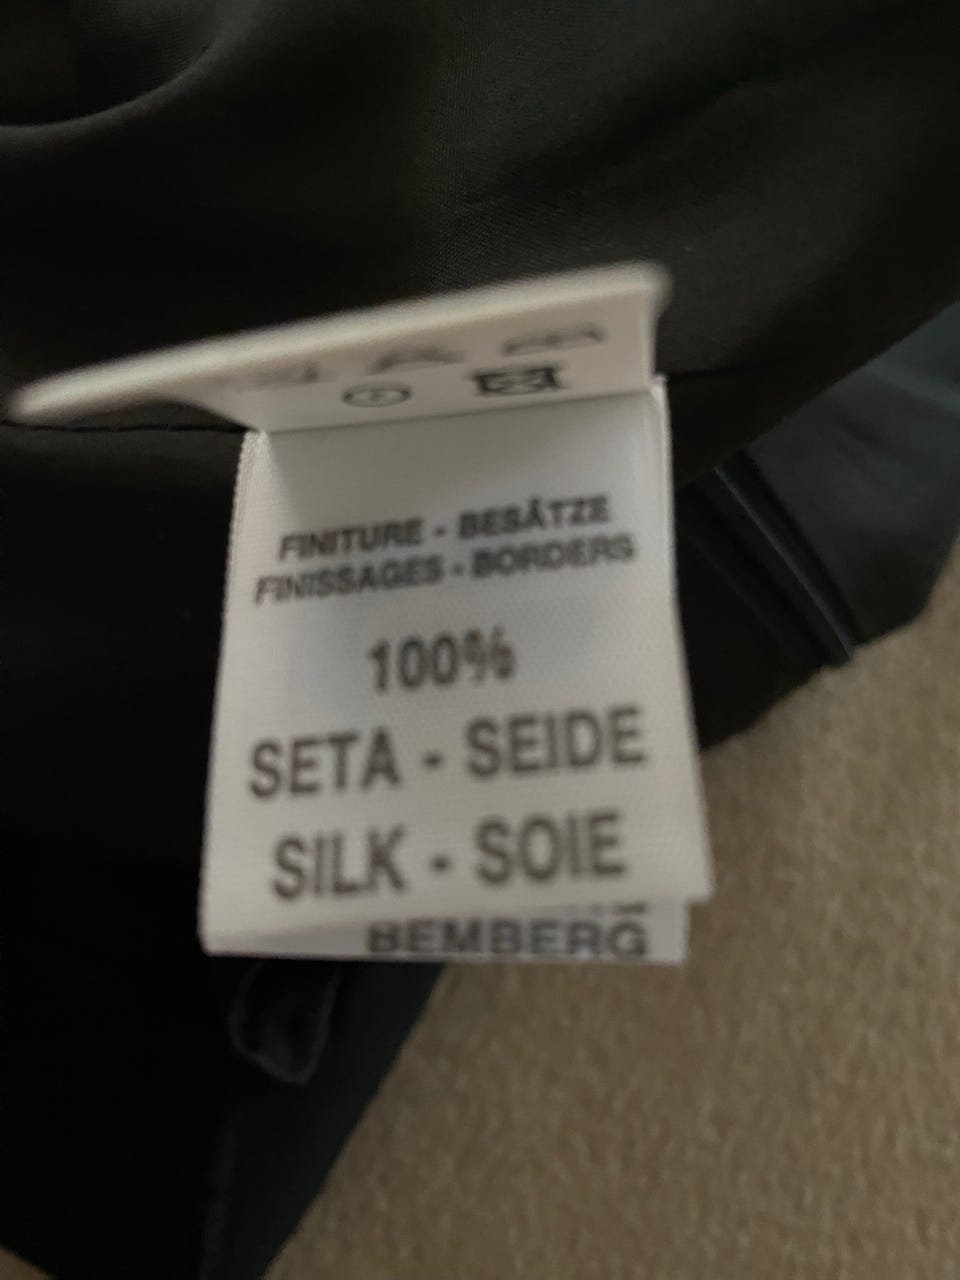 FINITURE - BESÄTZE
FINISSAGES - BORDERS
100%
SETA - SEIDE
SILK - SOIE
BEMBERG